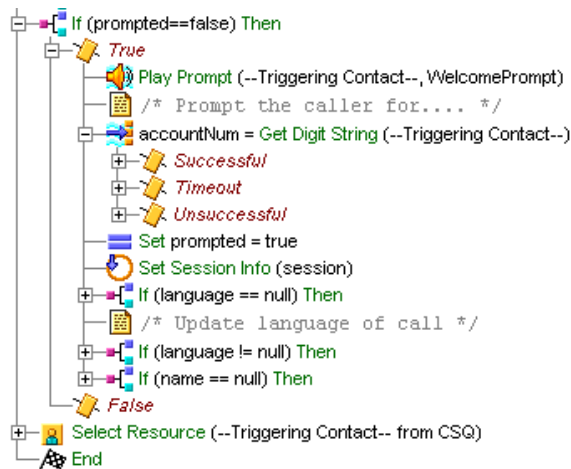 If (prompted==false) Then
True
Play Prompt (--Triggering Contact--, WelcomePrompt)
/* Prompt the caller for.... */
accountNum = Get Digit String (--Triggering Contact--)
Successful
Timeout
Unsuccessful
Set prompted = true
Set Session Info (session)
If (language == null) Then
/* Update language of call */
If (language != null) Then
If (name == null) Then
False
Select Resource (--Triggering Contact-- from CSQ)
End